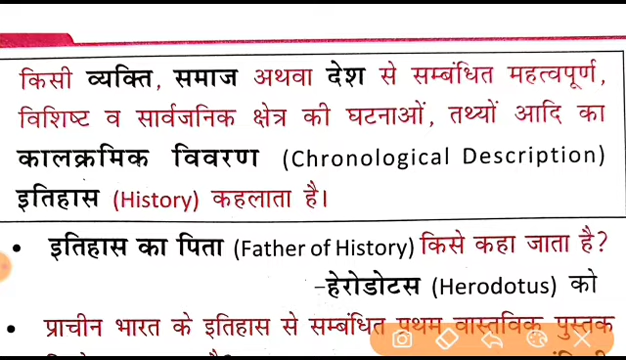 किसी व्यक्ति, समाज अथवा देश से सम्बंधित महत्वपूर्ण,
विशिष्ट व सार्वजनिक क्षेत्र की घटनाओं, तथ्यों आदि का
कालक्रमिक विवरण (Chronological Description)
इतिहास (History) कहलाता है।
• इतिहास का पिता (Father of History) किसे कहा जाता है?
-हेरोडोटस (Herodotus) को
• प्राचीन भारत के इतिहास से सम्बंधित प्रथम वास्तविक पुस्तक